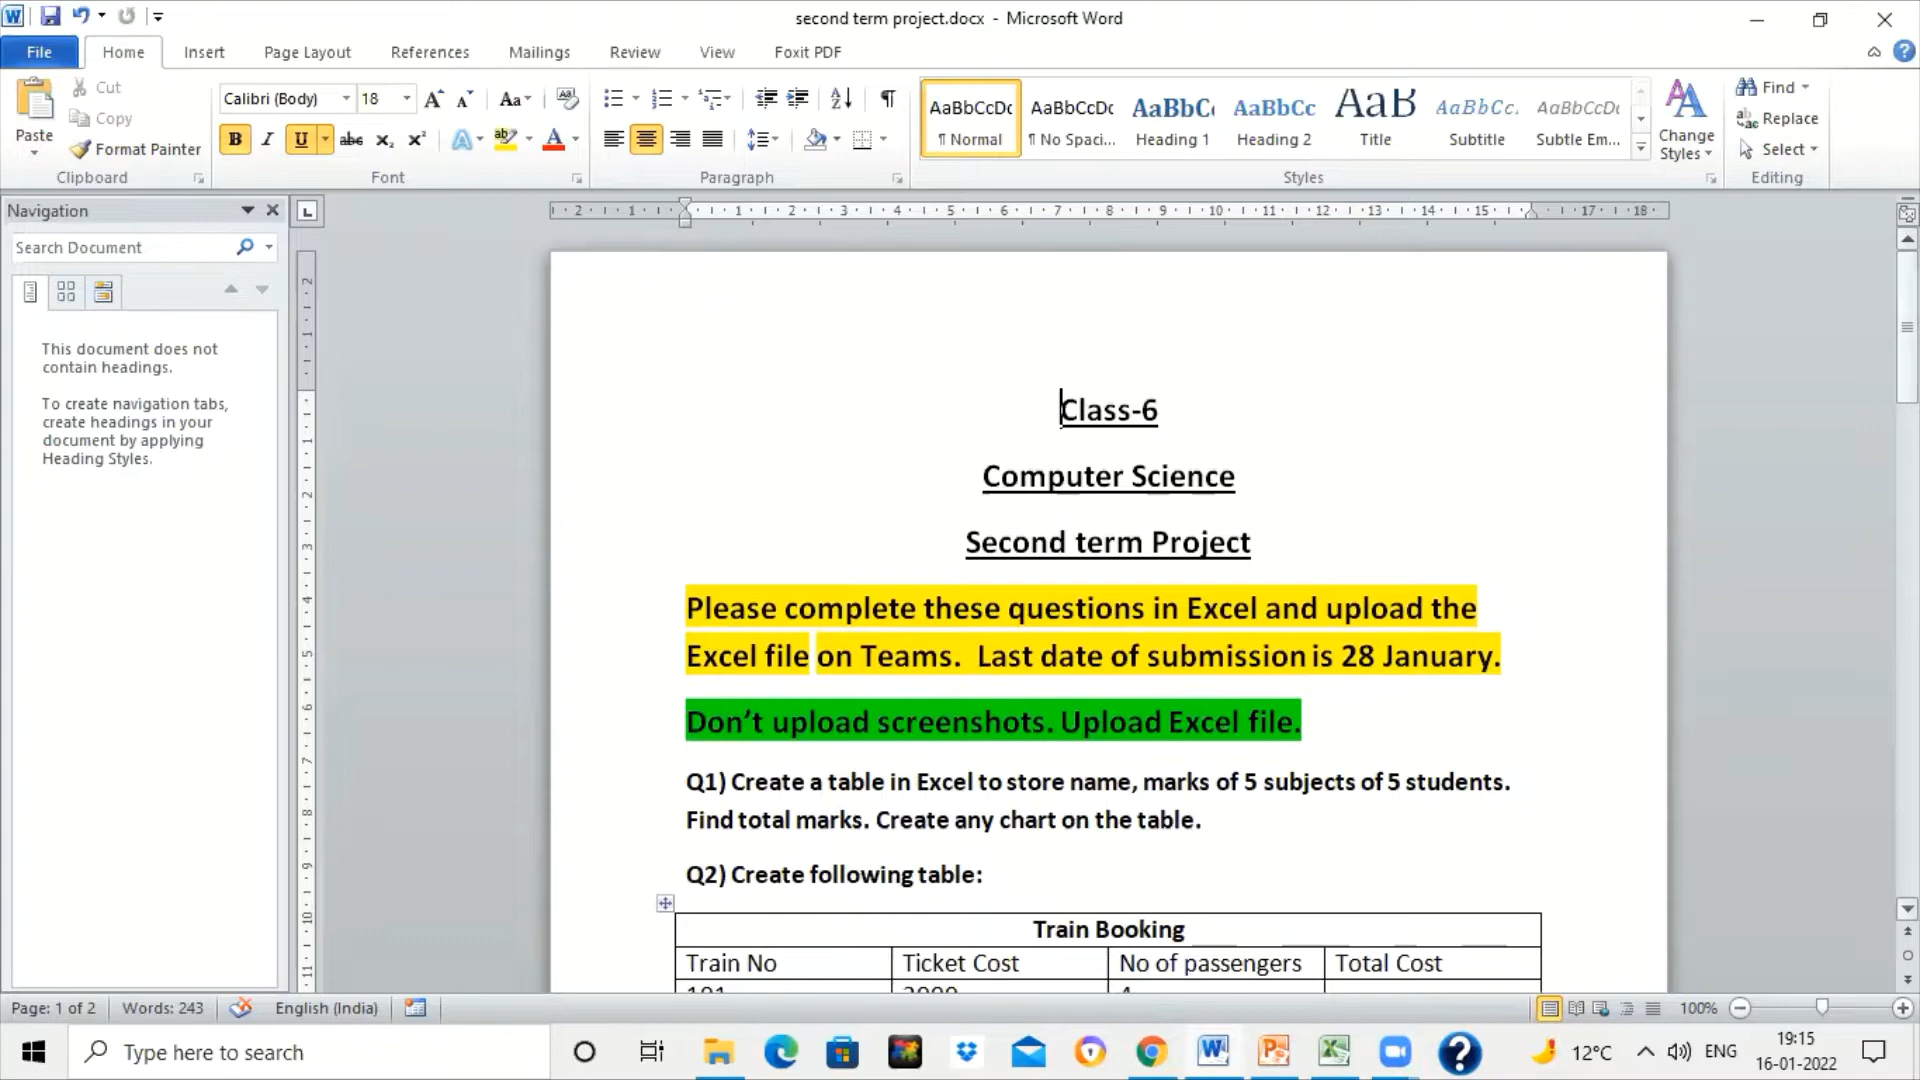 second term project.docx - Microsoft Word
File Home Insert Page Layout References Mailings Review View Foxit PDF
Paste
Cut
Copy
Format Painter
Clipboard
Calibri (Body) 18
Font
Paragraph
AaBbCcDc AaBbCcDc AaBbC AaBbCc AaB AaBbCc. AaBbCcDc
¶ Normal ¶ No Spaci... Heading 1 Heading 2 Title Subtitle Subtle Em...
Styles
Change
Styles
Find
Replace
Select
Editing
Navigation
Search Document
This document does not
contain headings.
To create navigation tabs,
create headings in your
document by applying
Heading Styles.
Class-6
Computer Science
Second term Project
Please complete these questions in Excel and upload the
Excel file on Teams. Last date of submission is 28 January.
Don’t upload screenshots. Upload Excel file.
Q1) Create a table in Excel to store name, marks of 5 subjects of 5 students.
Find total marks. Create any chart on the table.
Q2) Create following table:
Train Booking
Train No Ticket Cost No of passengers Total Cost
Page: 1 of 2 Words: 243 English (India) 100%
Type here to search
12°C ENG
19:15
16-01-2022